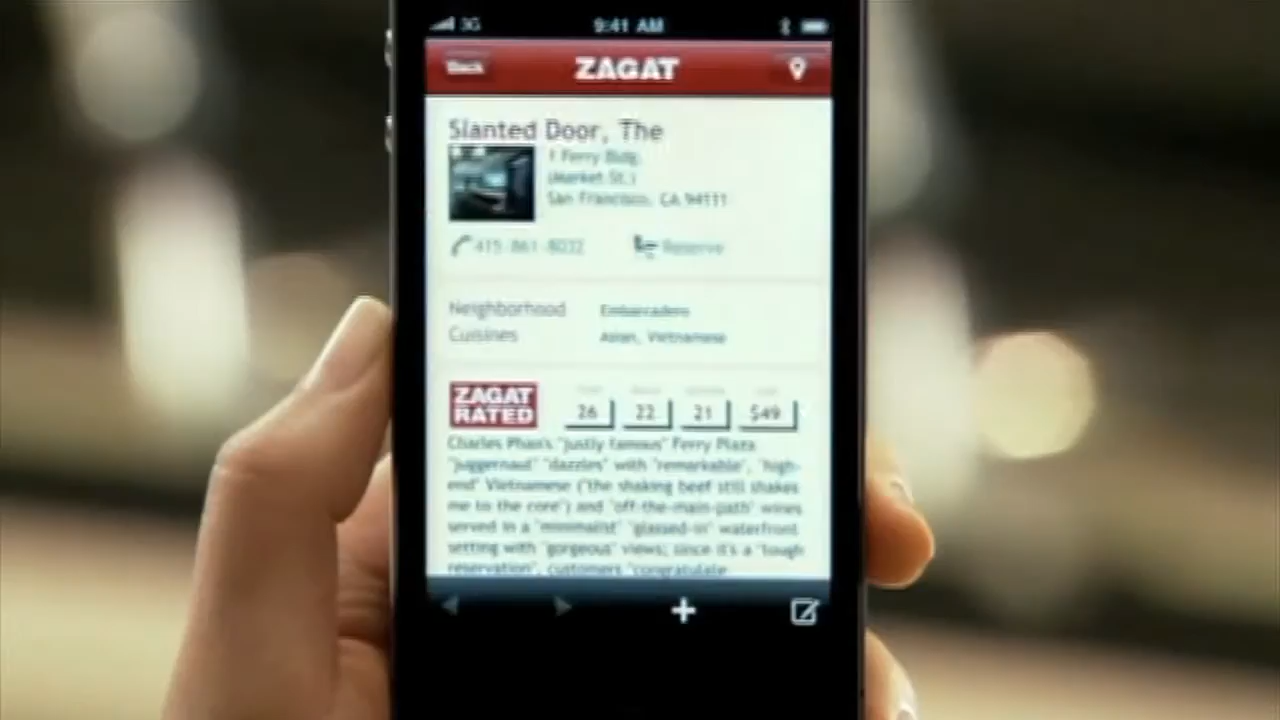 3G 9:41 AM
Back ZAGAT
Slanted Door, The
1 Ferry Bldg.
(Market St.)
San Francisco, CA 94111
415-861-8032 Reserve
Neighborhood Embarcadero
Cuisines Asian, Vietnamese
ZAGAT
RATED
26 22 21 $49
Charles Phan's "justly famous" Ferry Plaza
"juggernaut" "dazzles" with "remarkable", "high-
end" Vietnamese ("the shaking beef still shakes
me to the core") and "off-the-main-path" wines
served in a "minimalist" "glassed-in" waterfront
setting with "gorgeous" views; since it's a "tough
reservation", customers "congratulate